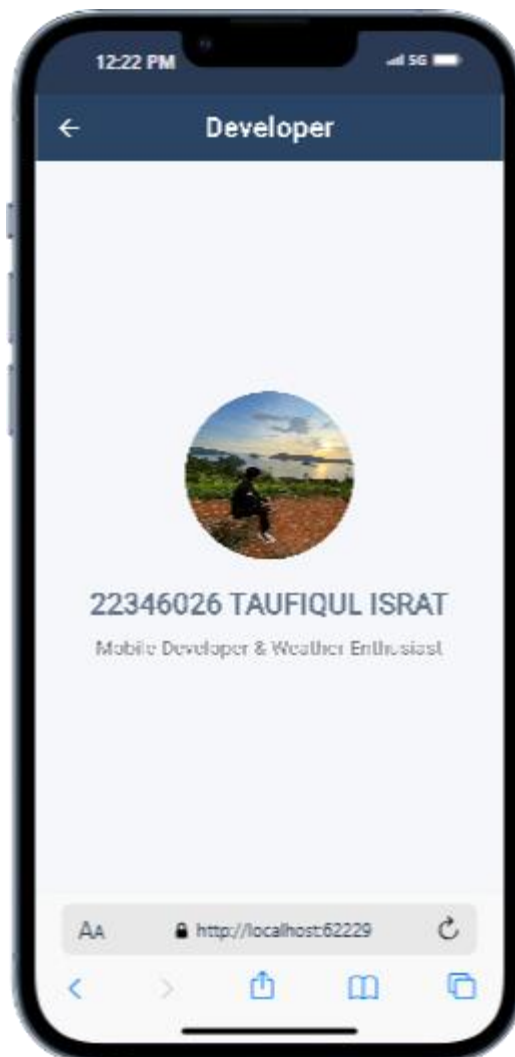 12:22 PM
5G
Developer
22346026 TAUFIQUL ISRAT
Mobile Developer & Weather Enthusiast
AA
http://localhost:62229